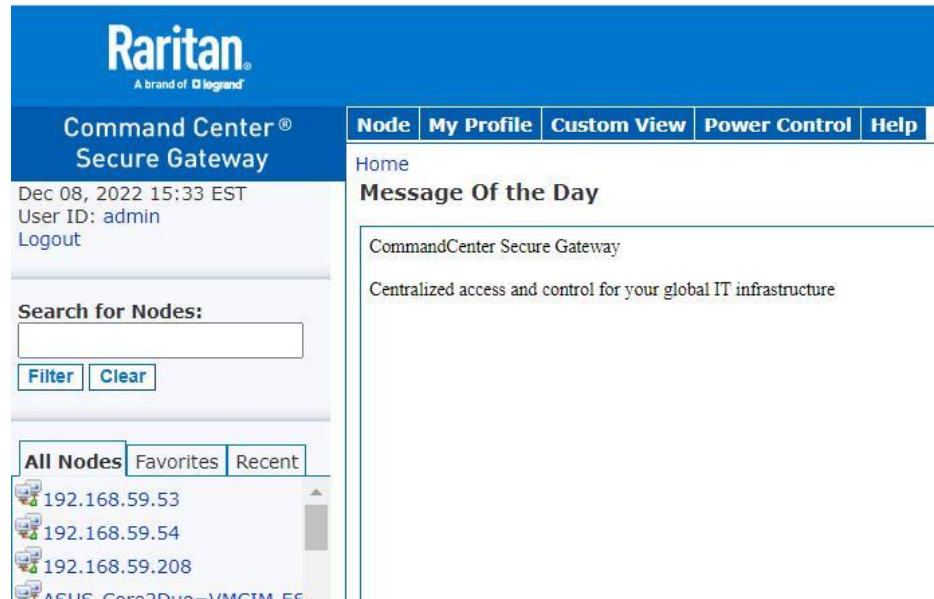 Raritan.
A brand of legrand
Command Center®
Secure Gateway
Dec 08, 2022 15:33 EST
User ID: admin
Logout
Search for Nodes:
Filter Clear
All Nodes Favorites Recent
192.168.59.53
192.168.59.54
192.168.59.208
Node My Profile Custom View Power Control Help
Home
Message Of the Day
CommandCenter Secure Gateway
Centralized access and control for your global IT infrastructure